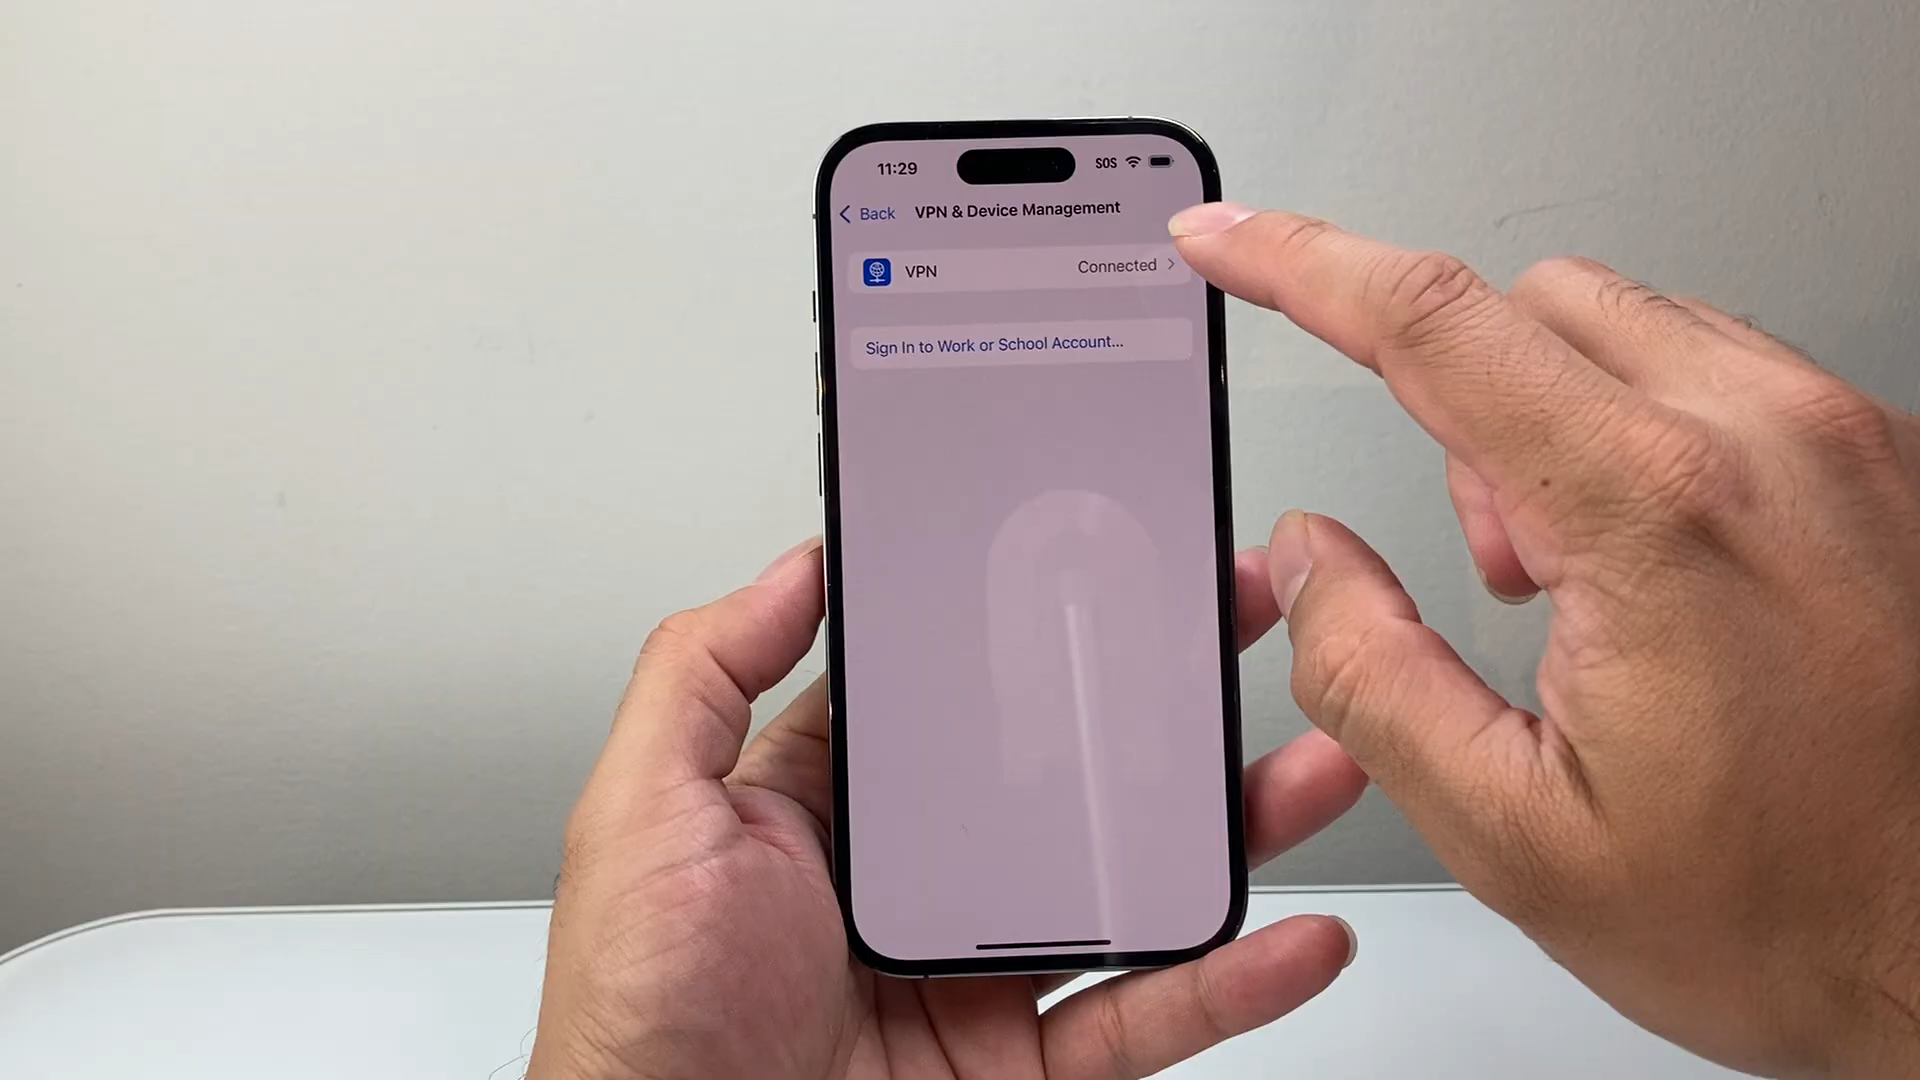 11:29 SOS
Back VPN & Device Management
VPN Connected
Sign In to Work or School Account...